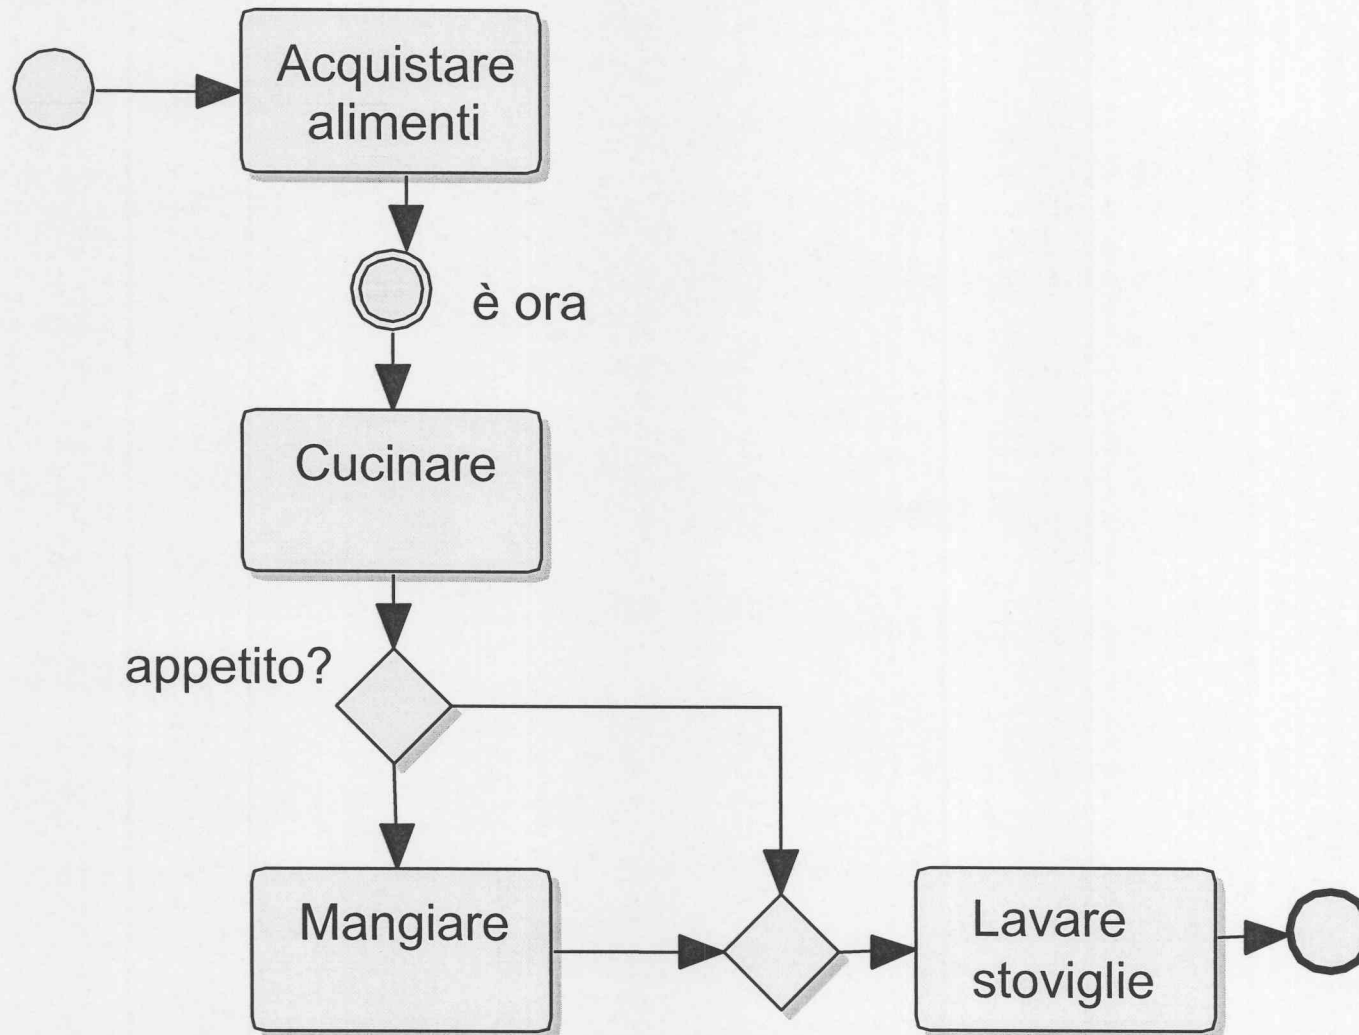 Acquistare
alimenti
è ora
Cucinare
appetito?
Mangiare
Lavare
stoviglie